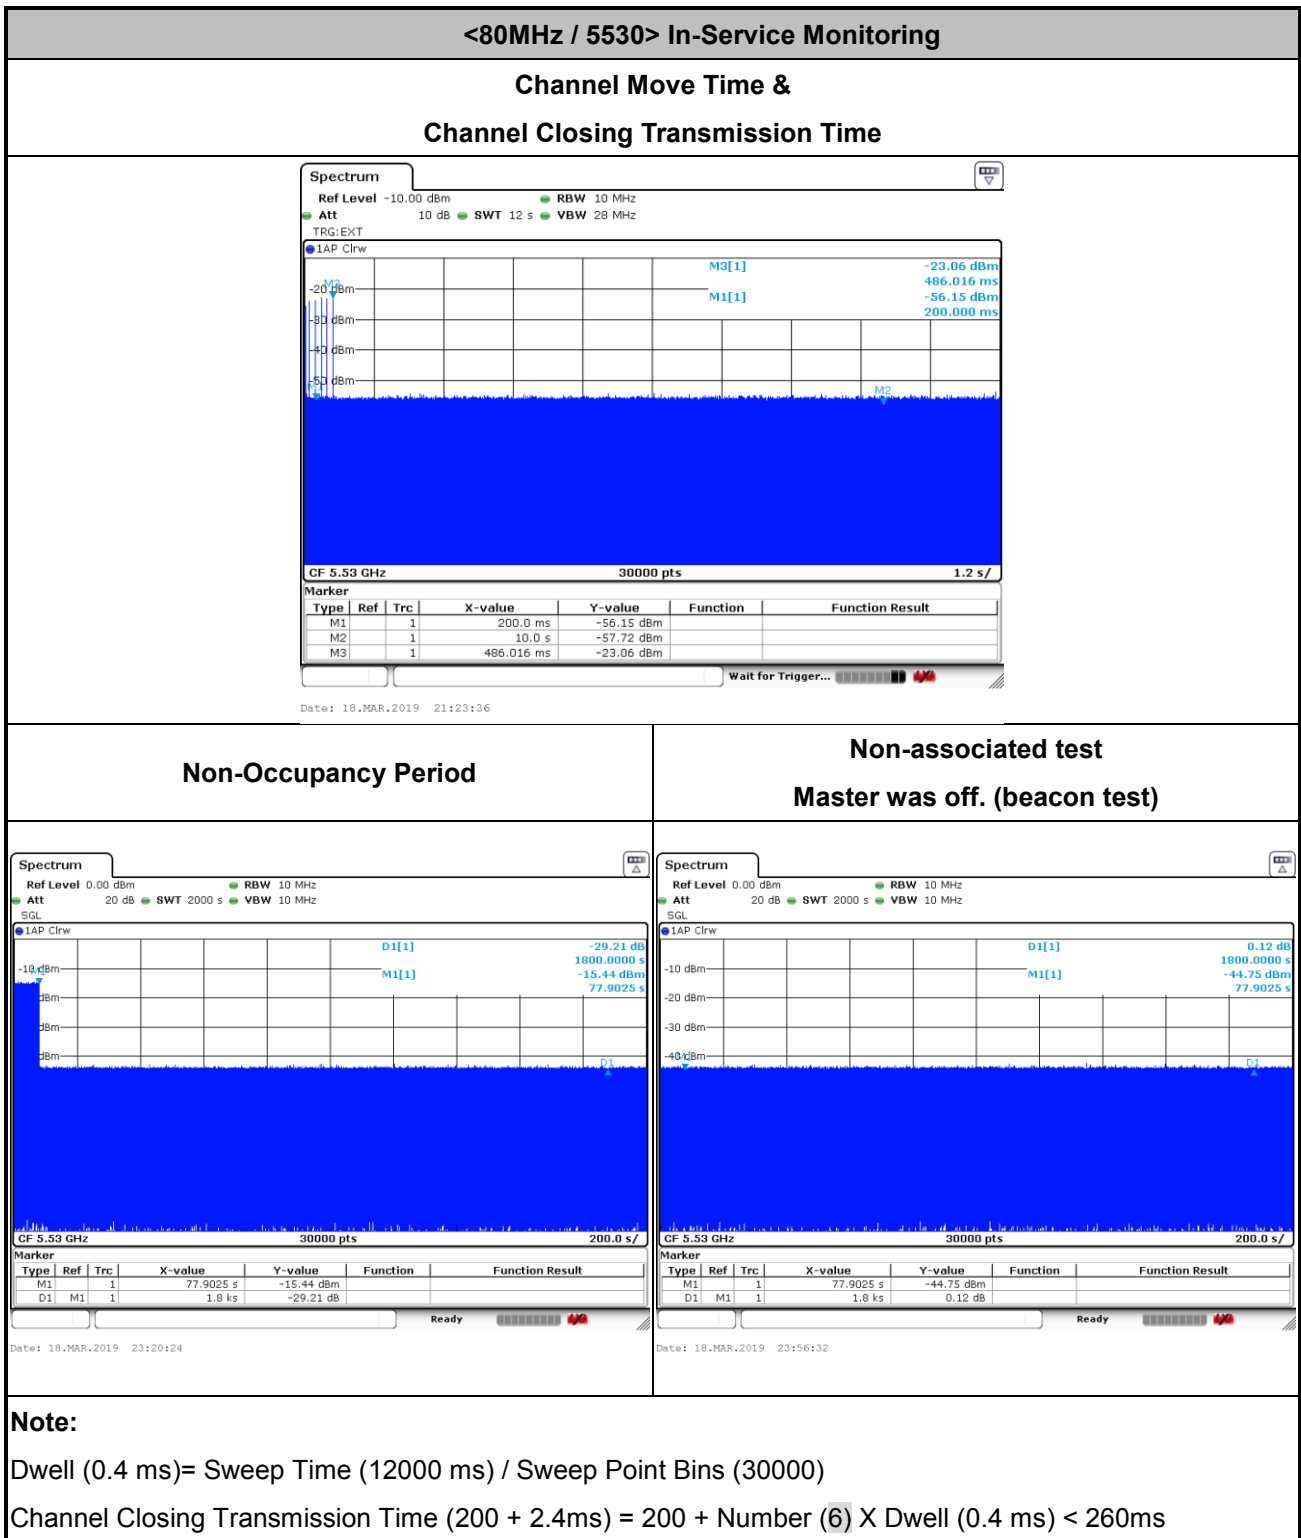 <80MHz / 5530> In-Service Monitoring
Channel Move Time &
Channel Closing Transmission Time
Spectrum
Ref Level -10.00 dBm RBW 10 MHz
Att 10 dB SWT 12 s VBW 28 MHz
TRG:EXT
1AP Clrw
M3[1] -23.06 dBm
486.016 ms
M1[1] -56.15 dBm
200.000 ms
M3
-20 dBm
-30 dBm
-40 dBm
-50 dBm
M1
M2
CF 5.53 GHz 30000 pts 1.2 s/
Marker
Type Ref Trc X-value Y-value Function Function Result
M1 1 200.0 ms -56.15 dBm
M2 1 10.0 s -57.72 dBm
M3 1 486.016 ms -23.06 dBm
Wait for Trigger...
Date: 18.MAR.2019 21:23:36
Non-Occupancy Period
Spectrum
Ref Level 0.00 dBm RBW 10 MHz
Att 20 dB SWT 2000 s VBW 10 MHz
SGL
1AP Clrw
D1[1] -29.21 dB
1800.0000 s
M1[1] -15.44 dBm
77.9025 s
-10 dBm
M1
dBm
dBm
dBm
D1
CF 5.53 GHz 30000 pts 200.0 s/
Marker
Type Ref Trc X-value Y-value Function Function Result
M1 1 77.9025 s -15.44 dBm
D1 M1 1 1.8 ks -29.21 dB
Ready
Date: 18.MAR.2019 23:20:24
Non-associated test
Master was off. (beacon test)
Spectrum
Ref Level 0.00 dBm RBW 10 MHz
Att 20 dB SWT 2000 s VBW 10 MHz
SGL
1AP Clrw
D1[1] 0.12 dB
1800.0000 s
M1[1] -44.75 dBm
77.9025 s
-10 dBm
-20 dBm
-30 dBm
-40 dBm
D1
CF 5.53 GHz 30000 pts 200.0 s/
Marker
Type Ref Trc X-value Y-value Function Function Result
M1 1 77.9025 s -44.75 dBm
D1 M1 1 1.8 ks 0.12 dB
Ready
Date: 18.MAR.2019 23:56:32
Note:
Dwell (0.4 ms)= Sweep Time (12000 ms) / Sweep Point Bins (30000)
Channel Closing Transmission Time (200 + 2.4ms) = 200 + Number (6) X Dwell (0.4 ms) < 260ms